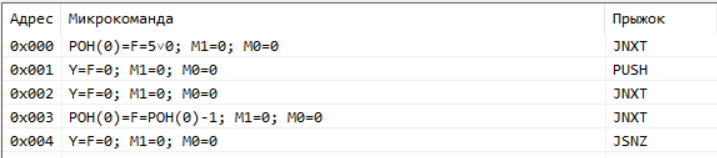 Адрес Микрокоманда Прыжок
0x000 РОН(0)=F=5∨0; M1=0; M0=0 JNXT
0x001 Y=F=0; M1=0; M0=0 PUSH
0x002 Y=F=0; M1=0; M0=0 JNXT
0x003 РОН(0)=F=РОН(0)-1; M1=0; M0=0 JNXT
0x004 Y=F=0; M1=0; M0=0 JSNZ